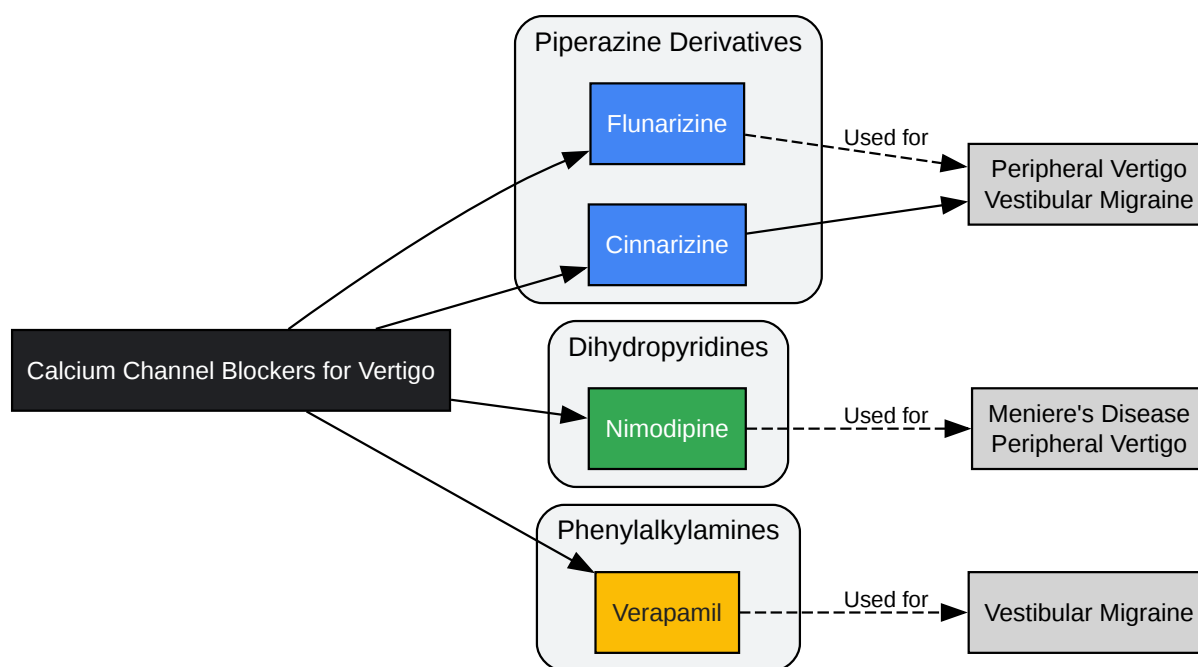 Piperazine Derivatives
Flunarizine
Used for
Peripheral Vertigo
Vestibular Migraine
Cinnarizine
Calcium Channel Blockers for Vertigo
Dihydropyridines
Nimodipine
Used for
Meniere's Disease
Peripheral Vertigo
Phenylalkylamines
Verapamil
Used for
Vestibular Migraine